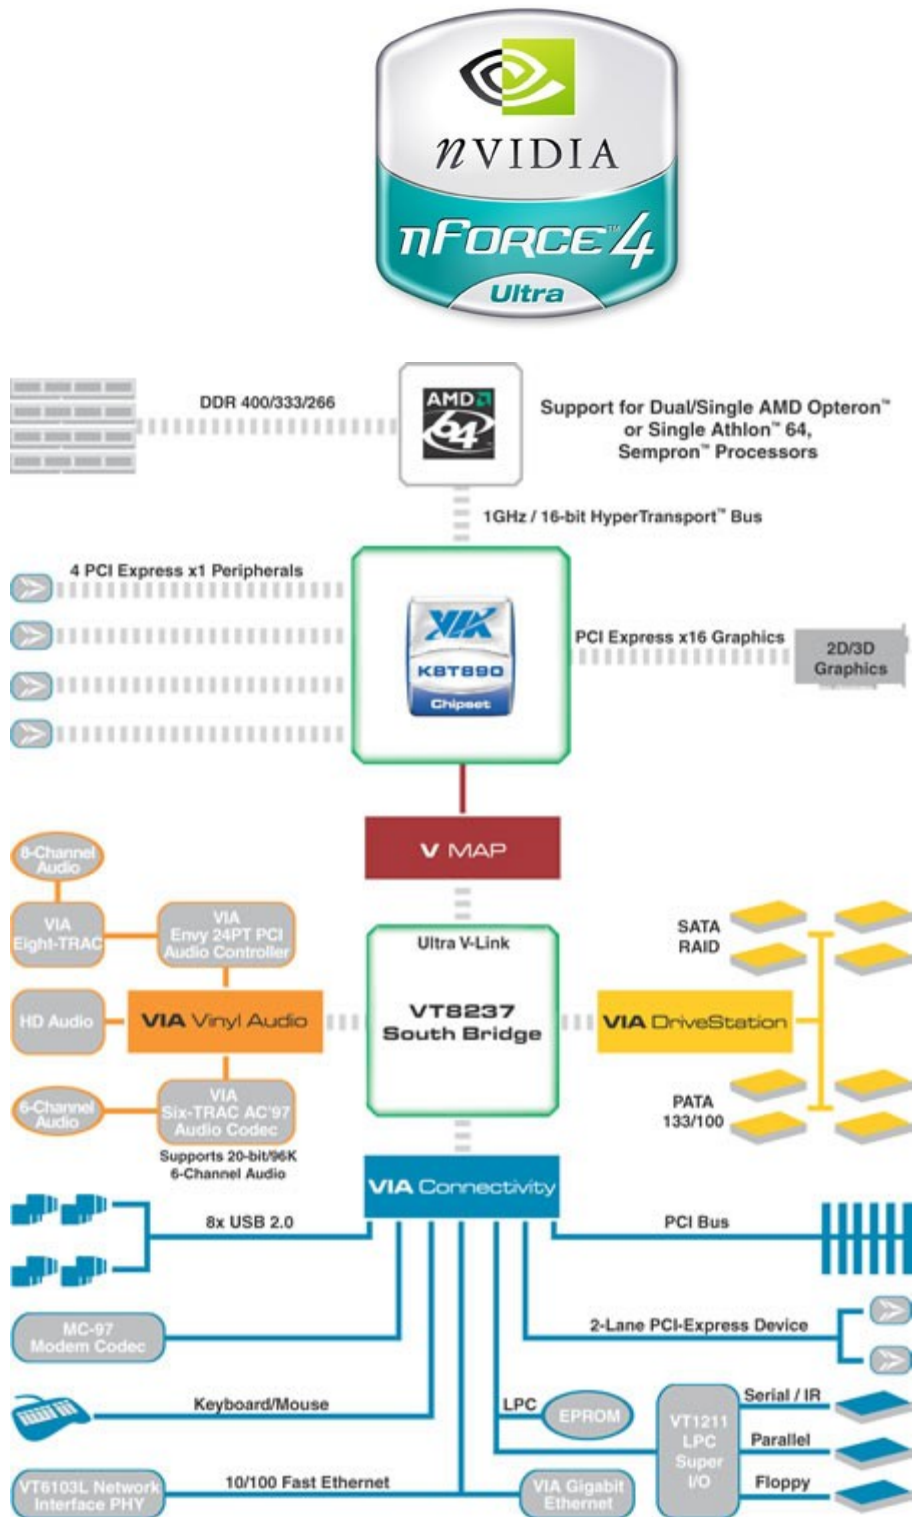 nVIDIA
nFORCE™4
Ultra
DDR 400/333/266
AMD
64
Support for Dual/Single AMD Opteron™
or Single Athlon™ 64,
Sempron™ Processors
1GHz / 16-bit HyperTransport™ Bus
4 PCI Express x1 Peripherals
VIA
K8T890
Chipset
PCI Express x16 Graphics
2D/3D
Graphics
V MAP
8-Channel
Audio
VIA
Eight-TRAC
VIA
Envy 24PT PCI
Audio Controller
Ultra V-Link
SATA
RAID
HD Audio
VIA Vinyl Audio
VT8237
South Bridge
VIA DriveStation
6-Channel
Audio
VIA
Six-TRAC AC'97
Audio Codec
PATA
133/100
Supports 20-bit/96K
6-Channel Audio
VIA Connectivity
8x USB 2.0
PCI Bus
MC-97
Modem Codec
2-Lane PCI-Express Device
Keyboard/Mouse
LPC
EPROM
VT1211
LPC
Super
I/O
Serial / IR
Parallel
Floppy
VT6103L Network
Interface PHY
10/100 Fast Ethernet
VIA Gigabit
Ethernet